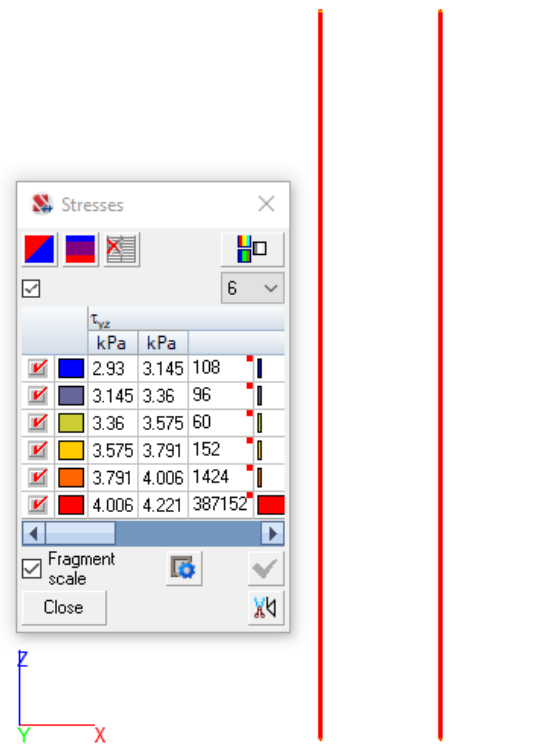 Stresses
6
τyz
kPa kPa
2.93 3.145 108
3.145 3.36 96
3.36 3.575 60
3.575 3.791 152
3.791 4.006 1424
4.006 4.221 387152
Fragment
scale
Close
Z
Y X